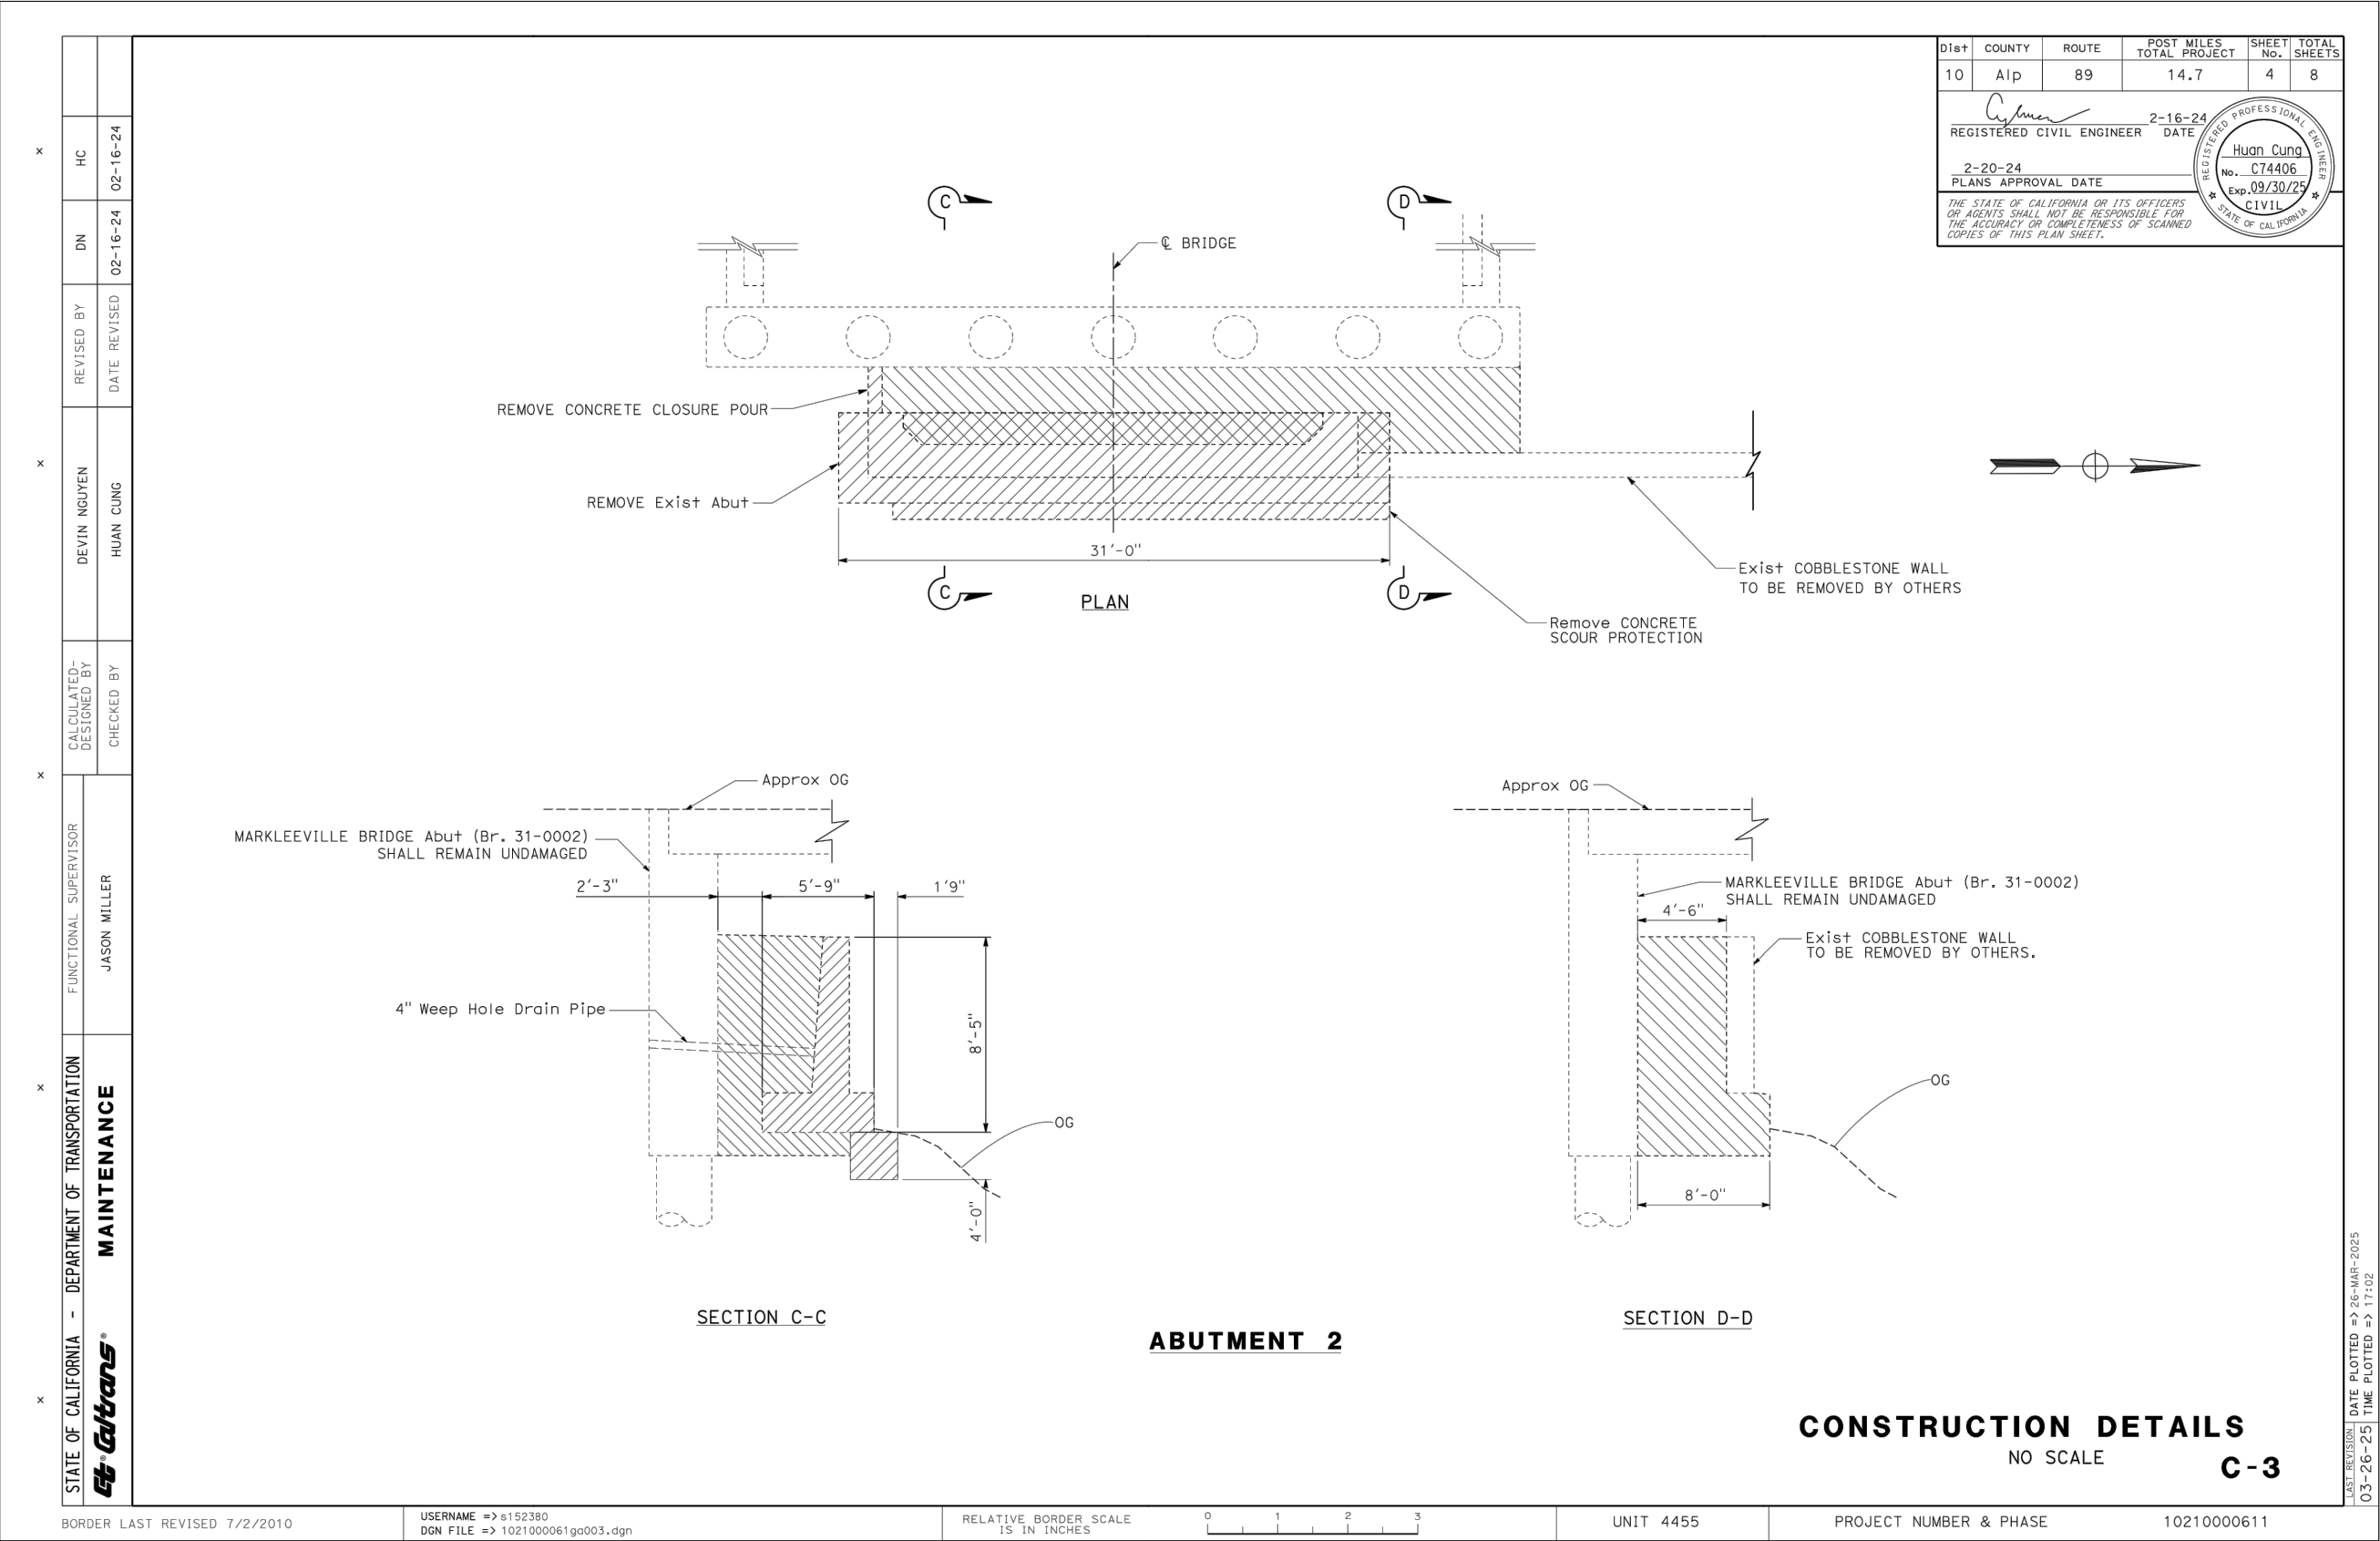 Dist COUNTY ROUTE POST MILES TOTAL PROJECT SHEET No. TOTAL SHEETS
10 Alp 89 14.7 4 8
2-16-24
REGISTERED CIVIL ENGINEER DATE
2-20-24
PLANS APPROVAL DATE
THE STATE OF CALIFORNIA OR ITS OFFICERS
OR AGENTS SHALL NOT BE RESPONSIBLE FOR
THE ACCURACY OR COMPLETENESS OF SCANNED
COPIES OF THIS PLAN SHEET.
REGISTERED PROFESSIONAL ENGINEER
Huan Cung
No. C74406
Exp. 09/30/25
CIVIL
STATE OF CALIFORNIA
C
D
℄ BRIDGE
REMOVE CONCRETE CLOSURE POUR
REMOVE Exist Abut
31'-0"
C
D
PLAN
Exist COBBLESTONE WALL
TO BE REMOVED BY OTHERS
Remove CONCRETE
SCOUR PROTECTION
Approx OG
MARKLEEVILLE BRIDGE Abut (Br. 31-0002)
SHALL REMAIN UNDAMAGED
2'-3"
5'-9"
1'9"
4" Weep Hole Drain Pipe
8'-5"
OG
4'-0"
SECTION C-C
Approx OG
MARKLEEVILLE BRIDGE Abut (Br. 31-0002)
SHALL REMAIN UNDAMAGED
4'-6"
Exist COBBLESTONE WALL
TO BE REMOVED BY OTHERS.
OG
8'-0"
SECTION D-D
ABUTMENT 2
CONSTRUCTION DETAILS
NO SCALE
C-3
x
x
x
x
x
HC
02-16-24
DN
02-16-24
REVISED BY
DATE REVISED
DEVIN NGUYEN
HUAN CUNG
CALCULATED-
DESIGNED BY
CHECKED BY
FUNCTIONAL SUPERVISOR
JASON MILLER
STATE OF CALIFORNIA - DEPARTMENT OF TRANSPORTATION
MAINTENANCE
Ct® Caltrans®
LAST REVISION
03-26-25
DATE PLOTTED => 26-MAR-2025
TIME PLOTTED => 17:02
BORDER LAST REVISED 7/2/2010
USERNAME => s152380
DGN FILE => 1021000061ga003.dgn
RELATIVE BORDER SCALE
IS IN INCHES
0 1 2 3
UNIT 4455
PROJECT NUMBER & PHASE
10210000611